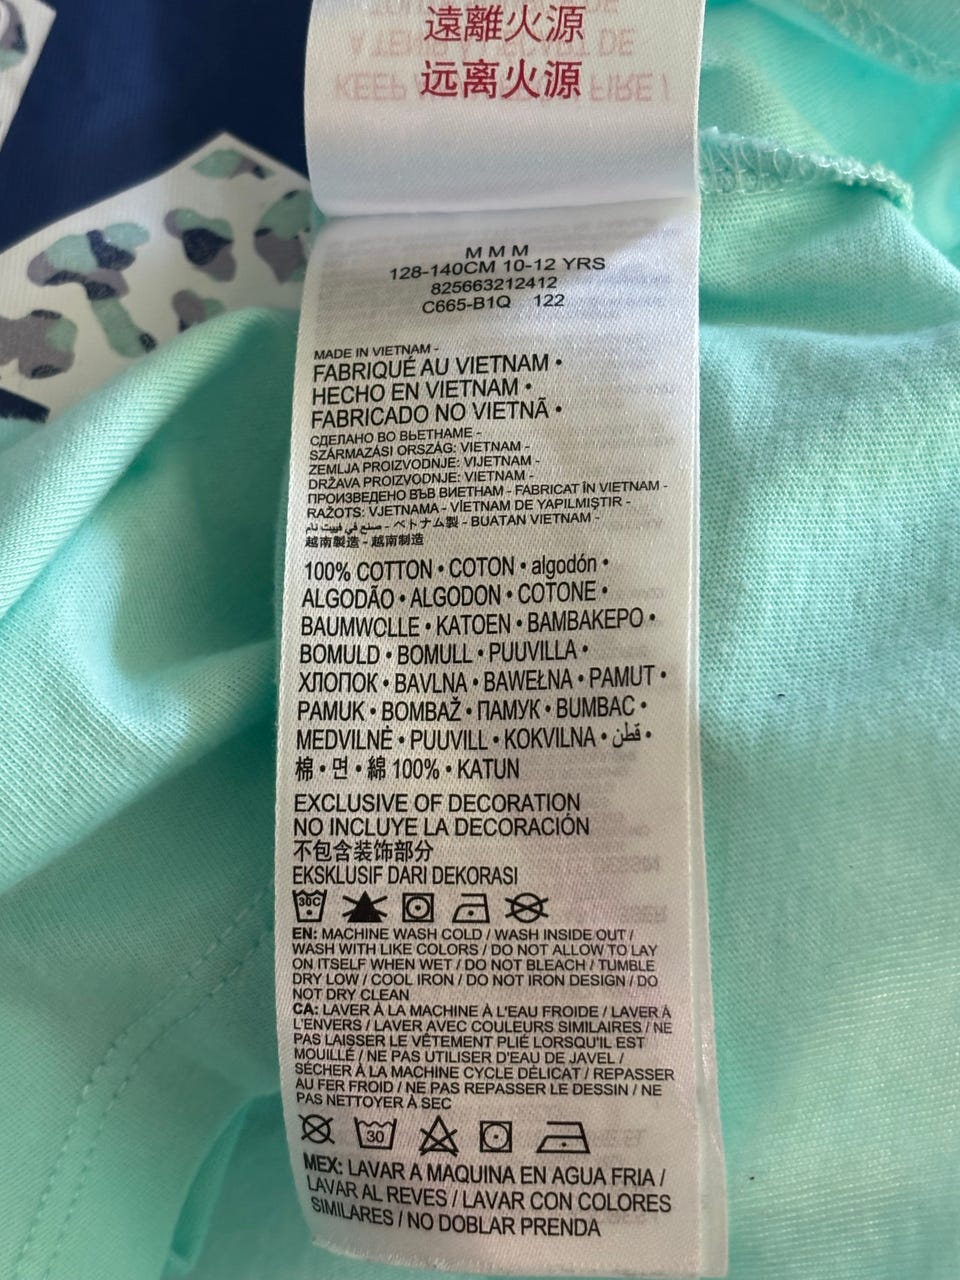 遠離火源
远离火源
M M M
128-140CM 10-12 YRS
825663212412
C665-B1Q 122
MADE IN VIETNAM -
FABRIQUÉ AU VIETNAM •
HECHO EN VIETNAM •
FABRICADO NO VIETNÃ •
СДЕЛАНО ВО ВЬЕТНАМЕ -
SZÁRMAZÁSI ORSZÁG: VIETNAM -
ZEMLJA PROIZVODNJE: VIJETNAM -
DRŽAVA PROIZVODNJE: VIETNAM -
ПРОИЗВЕДЕНО ВЪВ ВИЕТНАМ - FABRICAT ÎN VIETNAM -
RAŽOTS: VJETNAMA - VİETNAM DE YAPILMIŞTIR -
صنع في فييت نام - ベトナム製 - BUATAN VIETNAM -
越南製造 - 越南制造
100% COTTON • COTON • algodón •
ALGODÃO • ALGODON • COTONE •
BAUMWOLLE • KATOEN • ΒΑΜΒΑΚΕΡΟ •
BOMULD • BOMULL • PUUVILLA •
ХЛОПОК • BAVLNA • BAWEŁNA • PAMUT •
PAMUK • BOMBAŽ • ПАМУК • BUMBAC •
MEDVILNĖ • PUUVILL • KOKVILNA • قطن •
棉 • 면 • 綿 100% • KATUN
EXCLUSIVE OF DECORATION
NO INCLUYE LA DECORACIÓN
不包含装饰部分
EKSKLUSIF DARI DEKORASI
30C
EN: MACHINE WASH COLD / WASH INSIDE OUT /
WASH WITH LIKE COLORS / DO NOT ALLOW TO LAY
ON ITSELF WHEN WET / DO NOT BLEACH / TUMBLE
DRY LOW / COOL IRON / DO NOT IRON DESIGN / DO
NOT DRY CLEAN
CA: LAVER À LA MACHINE À L'EAU FROIDE / LAVER À
L'ENVERS / LAVER AVEC COULEURS SIMILAIRES / NE
PAS LAISSER LE VÊTEMENT PLIÉ LORSQU'IL EST
MOUILLÉ / NE PAS UTILISER D'EAU DE JAVEL /
SÉCHER À LA MACHINE CYCLE DÉLICAT / REPASSER
AU FER FROID / NE PAS REPASSER LE DESSIN / NE
PAS NETTOYER À SEC
30
MEX: LAVAR A MAQUINA EN AGUA FRIA /
LAVAR AL REVES / LAVAR CON COLORES
SIMILARES / NO DOBLAR PRENDA